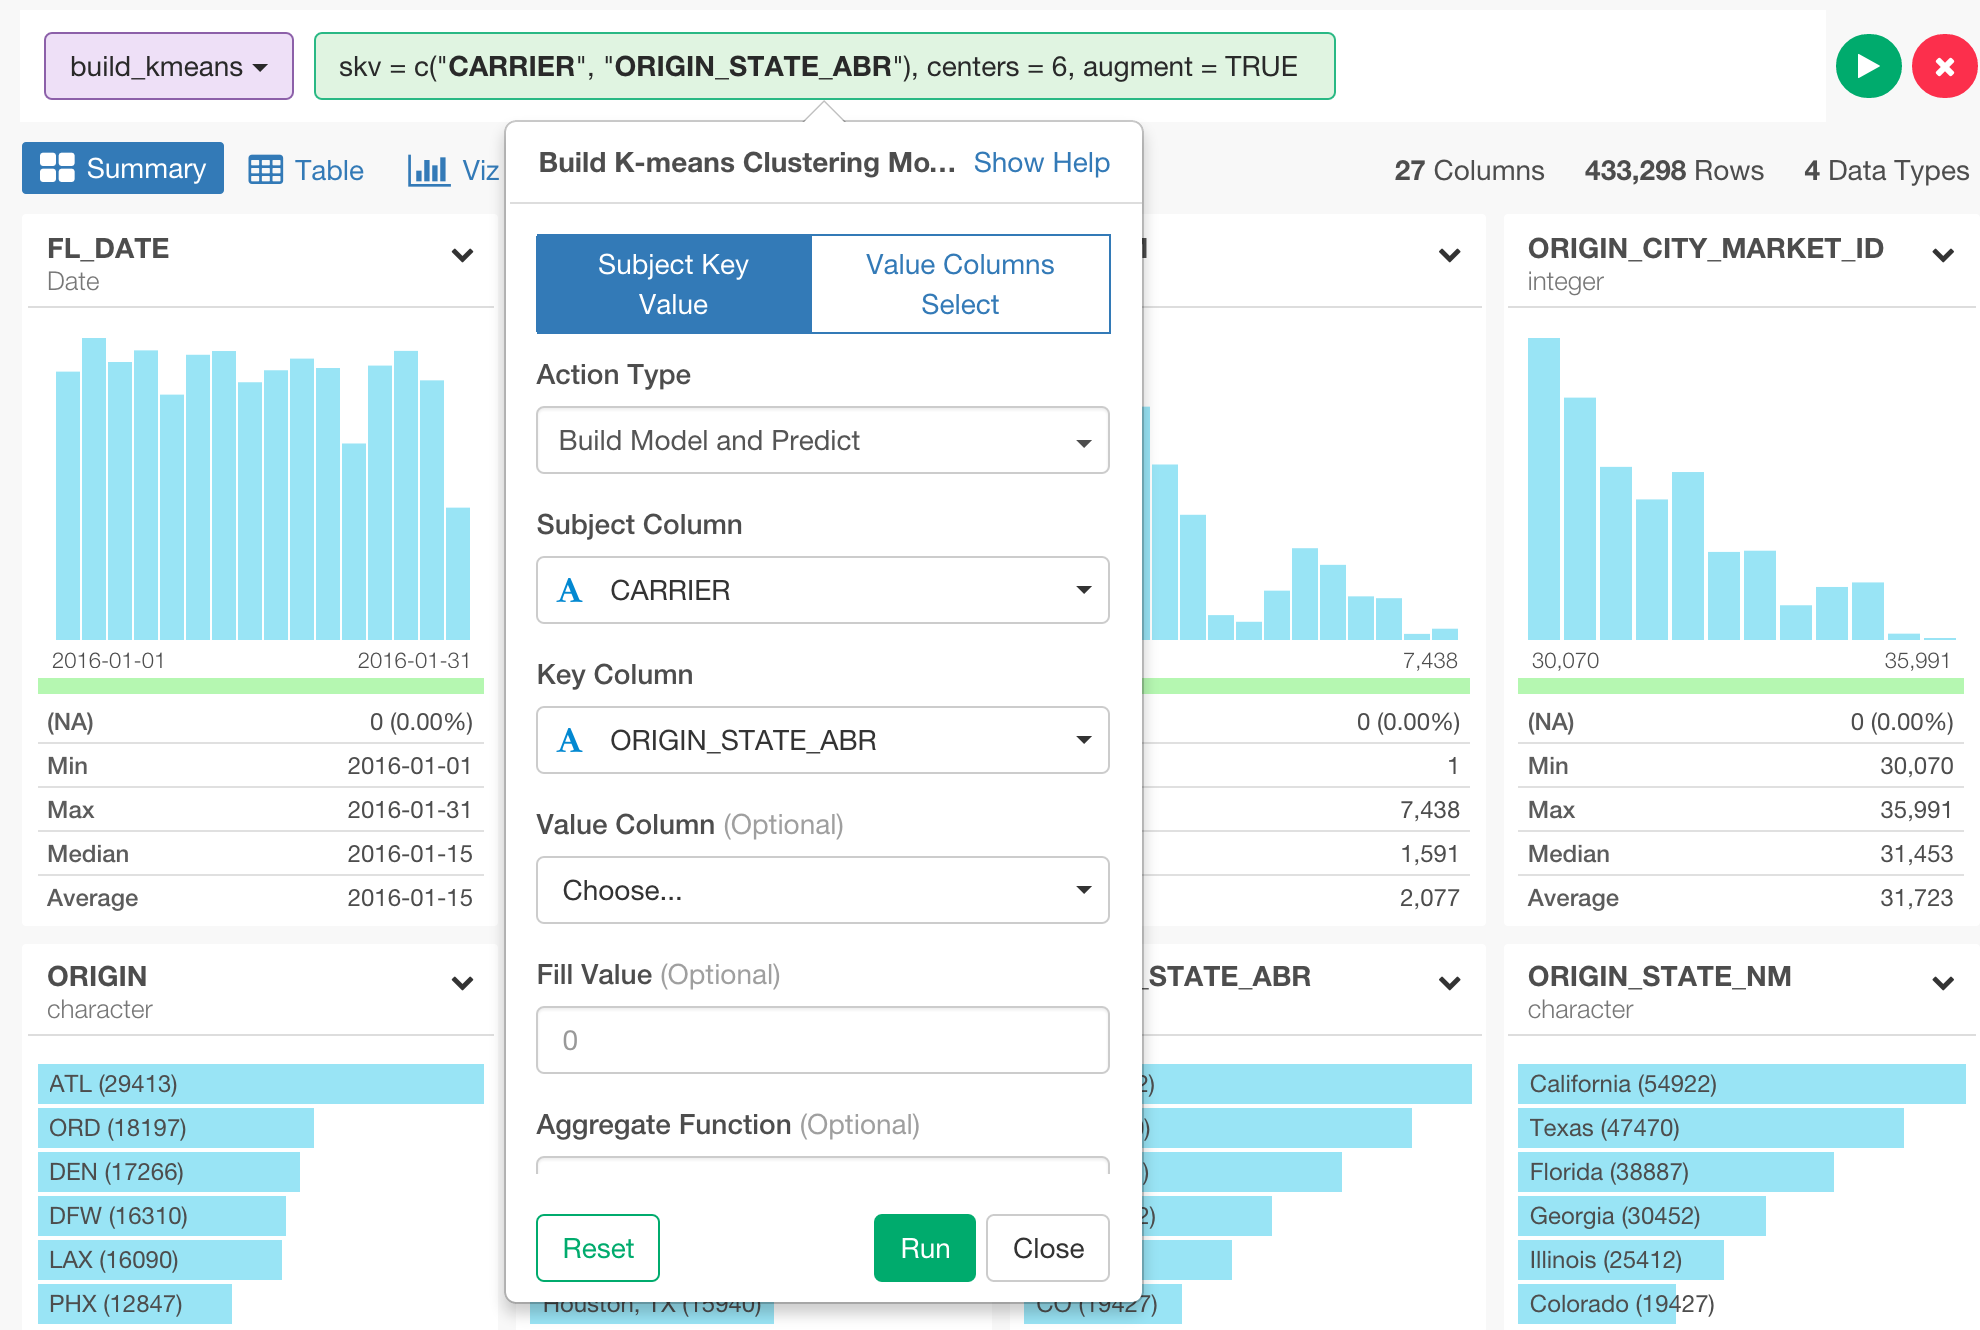 build_kmeans
skv = c("CARRIER", "ORIGIN_STATE_ABR"), centers = 6, augment = TRUE
Summary
Table
Viz
27 Columns
433,298 Rows
4 Data Types
Build K-means Clustering Mo...
Show Help
Subject Key
Value
Value Columns
Select
Action Type
Build Model and Predict
Subject Column
A CARRIER
Key Column
A ORIGIN_STATE_ABR
Value Column (Optional)
Choose...
Fill Value (Optional)
0
Aggregate Function (Optional)
Reset
Run
Close
FL_DATE
Date
2016-01-01
2016-01-31
(NA) 0 (0.00%)
Min 2016-01-01
Max 2016-01-31
Median 2016-01-15
Average 2016-01-15
7,438
0 (0.00%)
1
7,438
1,591
2,077
ORIGIN_CITY_MARKET_ID
integer
30,070
35,991
(NA) 0 (0.00%)
Min 30,070
Max 35,991
Median 31,453
Average 31,723
ORIGIN
character
ATL (29413)
ORD (18197)
DEN (17266)
DFW (16310)
LAX (16090)
PHX (12847)
Houston, TX (15940)
_STATE_ABR
CO (19427)
ORIGIN_STATE_NM
character
California (54922)
Texas (47470)
Florida (38887)
Georgia (30452)
Illinois (25412)
Colorado (19427)